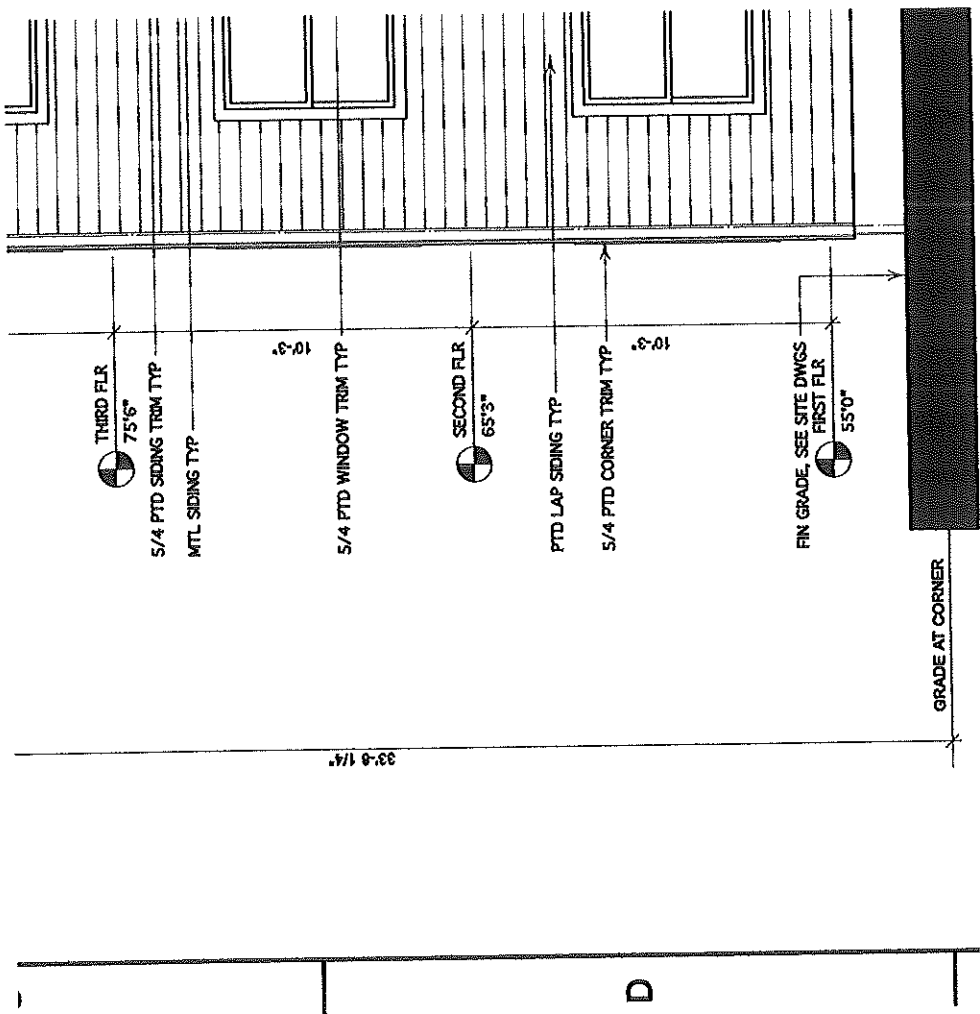 THIRD FLR
75'6"
5/4 PTD SIDING TRIM TYP
MTL SIDING TYP
10'-3"
5/4 PTD WINDOW TRIM TYP
SECOND FLR
65'3"
PTD LAP SIDING TYP
5/4 PTD CORNER TRIM TYP
10'-3"
FIN GRADE, SEE SITE DWGS
FIRST FLR
55'0"
GRADE AT CORNER
33'-8 1/4"
D